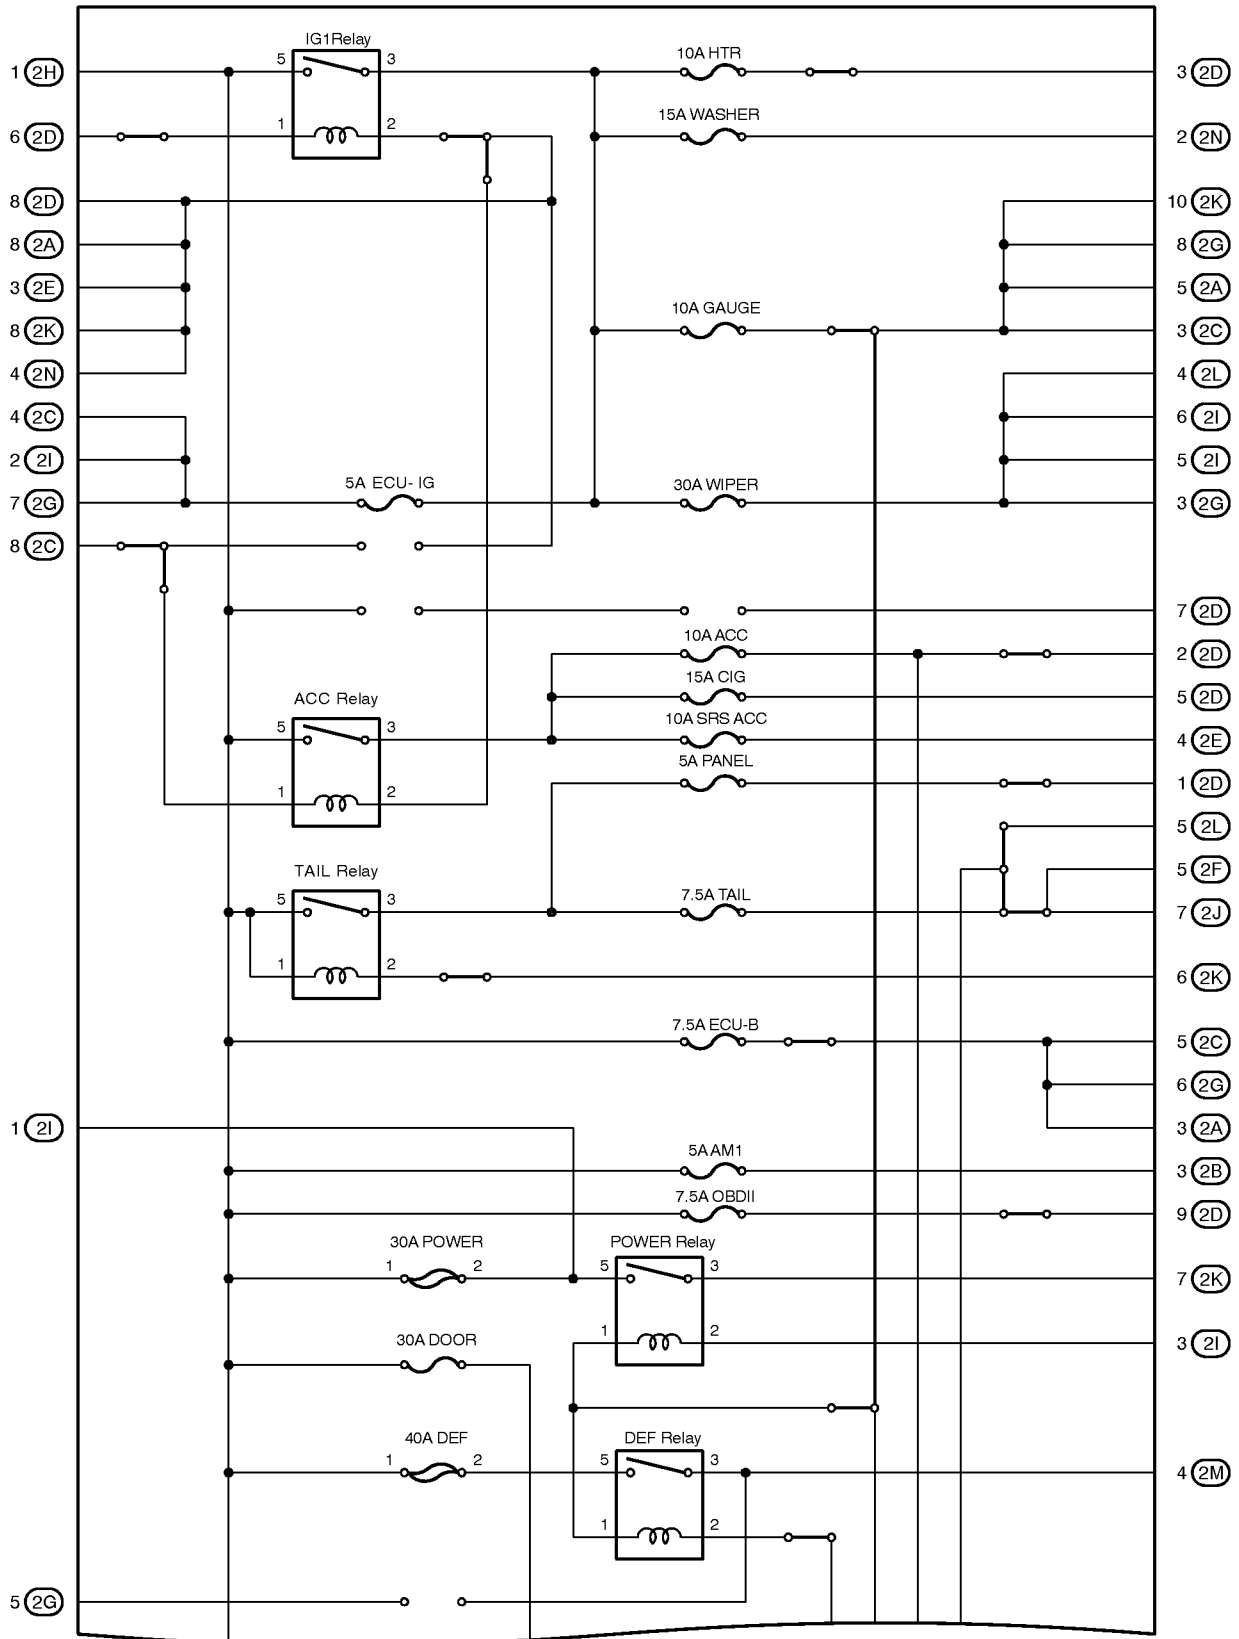 IG1Relay
1 2H 5 3 10A HTR 3 2D
15A WASHER
6 2D 1 2 2 2N
8 2D 10 2K
8 2A 8 2G
3 2E 5 2A
10A GAUGE
8 2K 3 2C
4 2N 4 2L
4 2C 6 2I
2 2I 5 2I
5A ECU- IG 30A WIPER
7 2G 3 2G
8 2C
7 2D
10A ACC
2 2D
15A CIG
5 2D
ACC Relay 10A SRS ACC
5 3 4 2E
5A PANEL
1 2D
1 2
5 2L
TAIL Relay 5 2F
5 3 7.5A TAIL 7 2J
1 2 6 2K
7.5A ECU-B
5 2C
6 2G
1 2I 3 2A
5A AM1
3 2B
7.5A OBDII
9 2D
30A POWER POWER Relay
1 2 5 3 7 2K
30A DOOR
1 2 3 2I
40A DEF DEF Relay
1 2 5 3 4 2M
1 2
5 2G